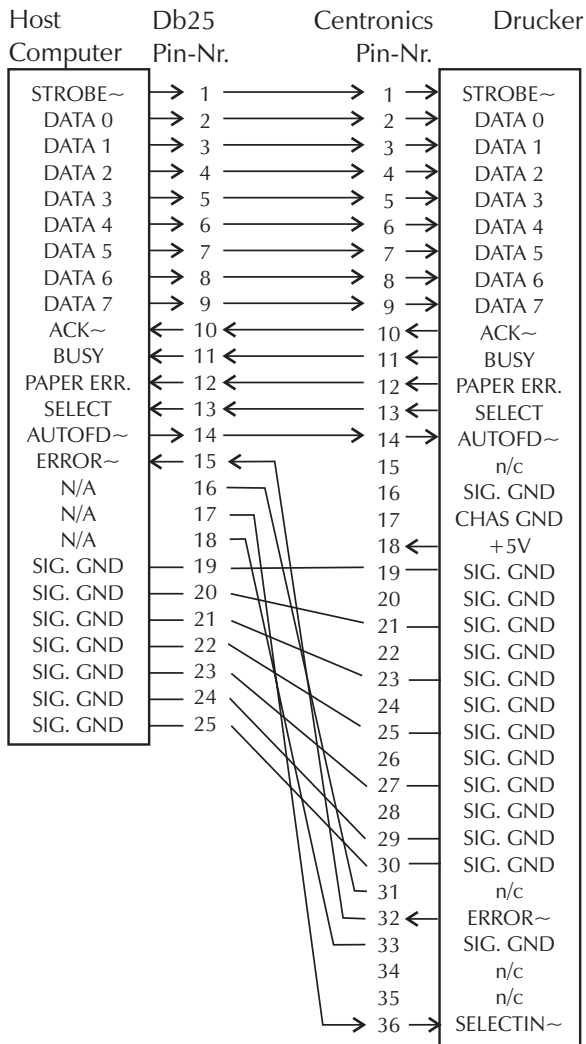 Host Db25 Centronics Drucker
Computer Pin-Nr. Pin-Nr.
STROBE~ 1 1 STROBE~
DATA 0 2 2 DATA 0
DATA 1 3 3 DATA 1
DATA 2 4 4 DATA 2
DATA 3 5 5 DATA 3
DATA 4 6 6 DATA 4
DATA 5 7 7 DATA 5
DATA 6 8 8 DATA 6
DATA 7 9 9 DATA 7
ACK~ 10 10 ACK~
BUSY 11 11 BUSY
PAPER ERR. 12 12 PAPER ERR.
SELECT 13 13 SELECT
AUTOFD~ 14 14 AUTOFD~
ERROR~ 15 15 n/c
N/A 16 16 SIG. GND
N/A 17 17 CHAS GND
N/A 18 18 +5V
SIG. GND 19 19 SIG. GND
SIG. GND 20 20 SIG. GND
SIG. GND 21 21 SIG. GND
SIG. GND 22 22 SIG. GND
SIG. GND 23 23 SIG. GND
SIG. GND 24 24 SIG. GND
SIG. GND 25 25 SIG. GND
26 SIG. GND
27 SIG. GND
28 SIG. GND
29 SIG. GND
30 SIG. GND
31 n/c
32 ERROR~
33 SIG. GND
34 n/c
35 n/c
36 SELECTIN~